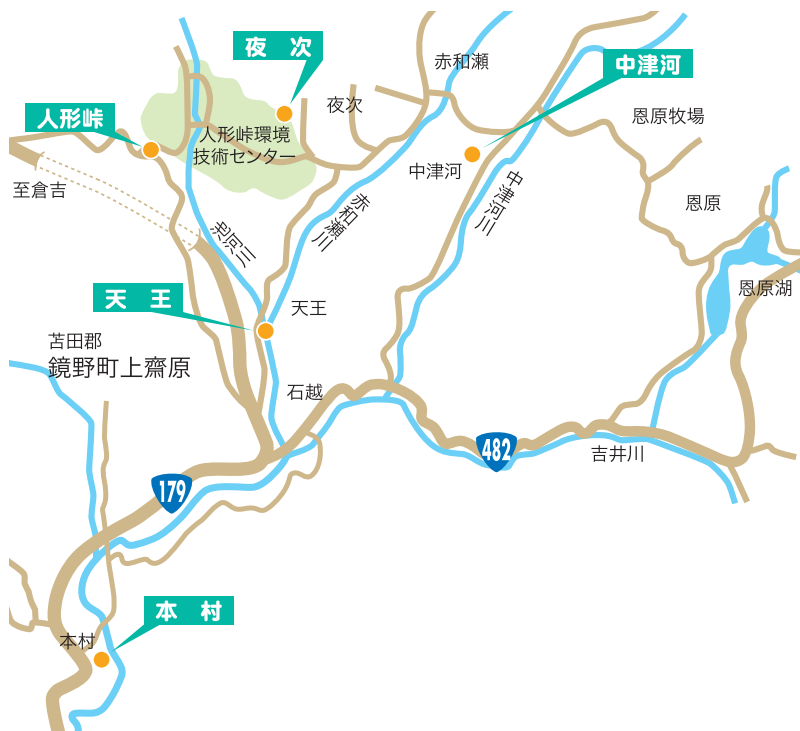 夜　次
赤和瀬
中津河
人形峠
夜次
恩原牧場
人形峠環境
技術センター
中津河
至倉吉
赤和瀬川
中津河川
恩原
天　王
天王
恩原湖
苫田郡
鏡野町上齋原
石越
482
吉井川
179
本　村
本村